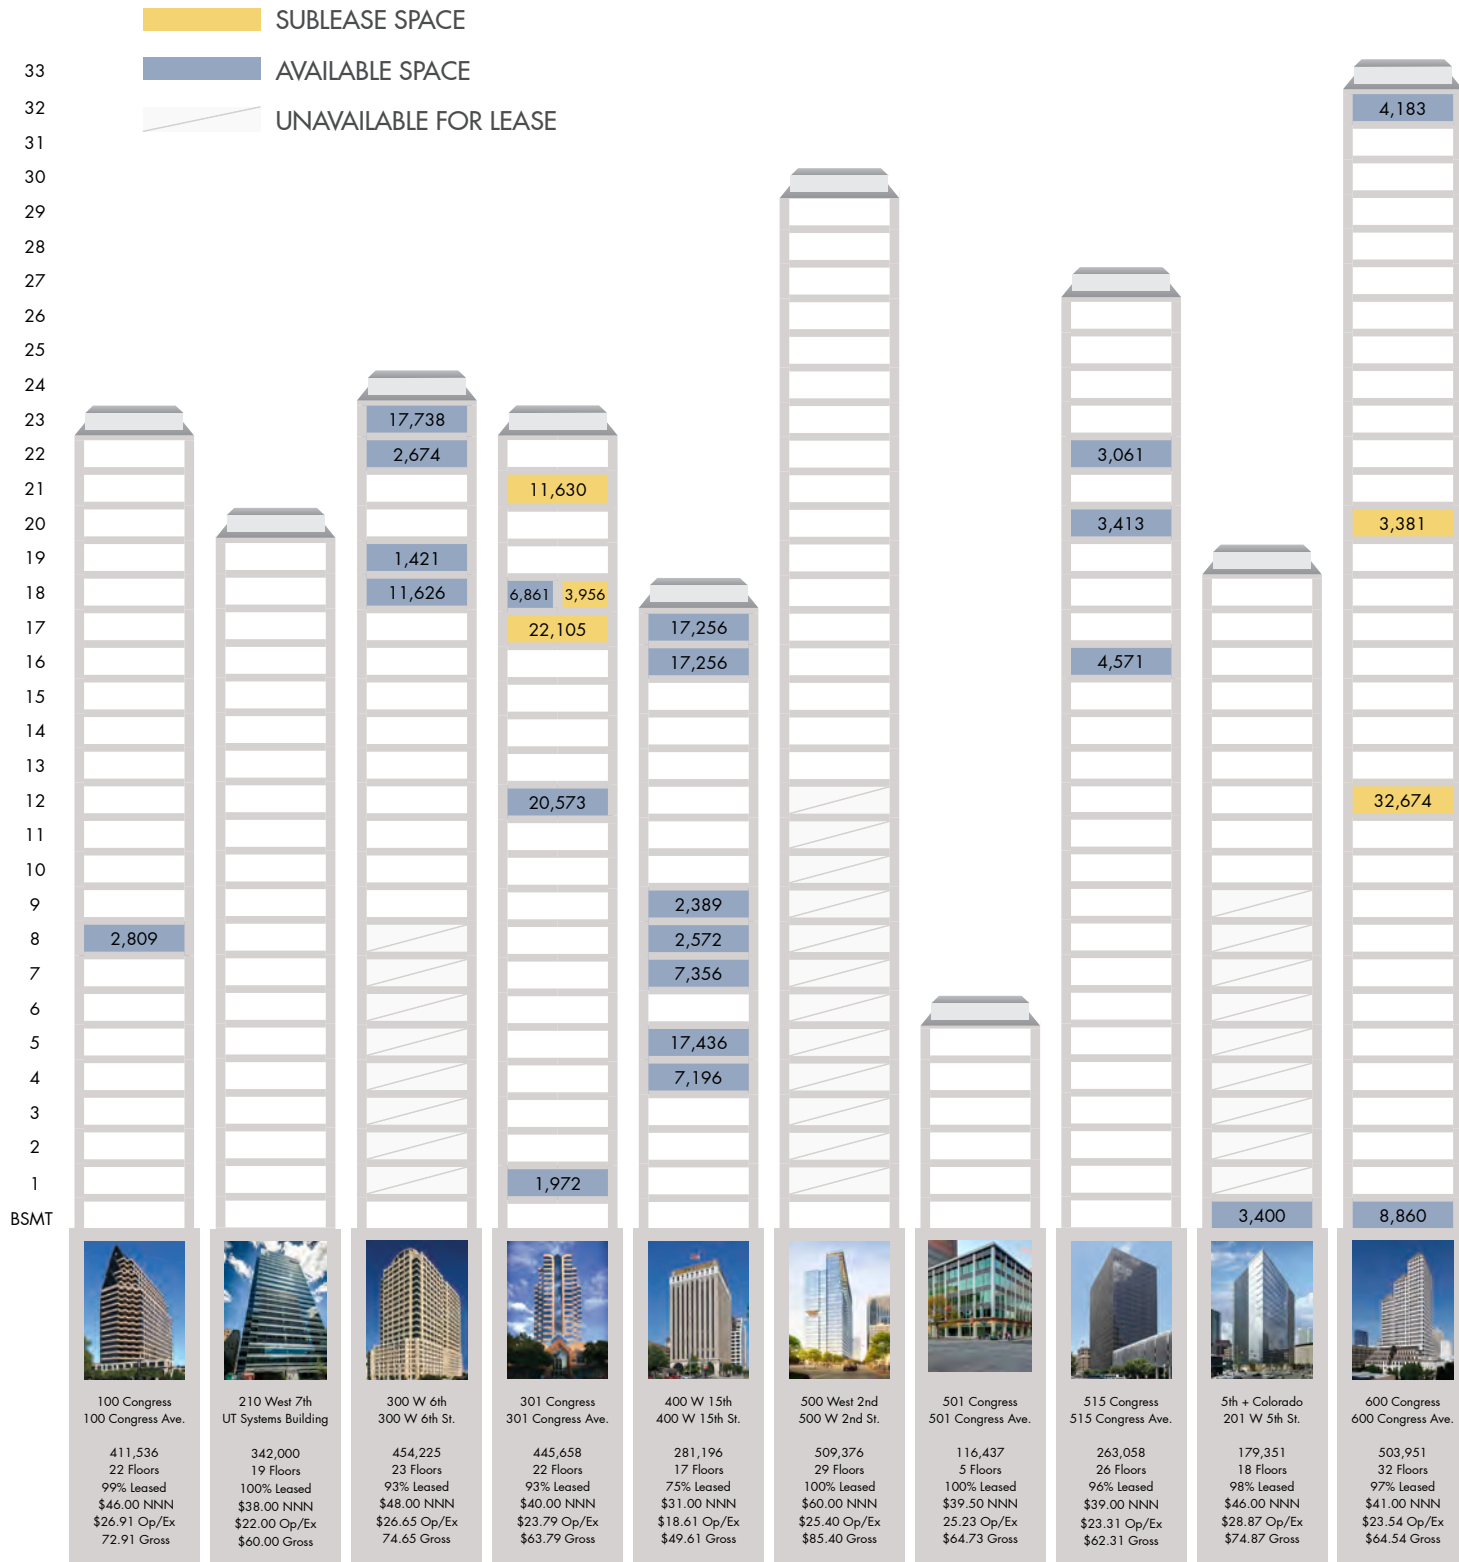 SUBLEASE SPACE
AVAILABLE SPACE
UNAVAILABLE FOR LEASE
33
32
4,183
31
30
29
28
27
26
25
24
23
17,738
22
2,674
3,061
21
11,630
20
3,413
3,381
19
1,421
18
11,626
6,861
3,956
17
22,105
17,256
16
17,256
4,571
15
14
13
12
20,573
32,674
11
10
9
2,389
8
2,809
2,572
7
7,356
6
5
17,436
4
7,196
3
2
1
1,972
BSMT
3,400
8,860
100 Congress
100 Congress Ave.
411,536
22 Floors
99% Leased
$46.00 NNN
$26.91 Op/Ex
72.91 Gross
210 West 7th
UT Systems Building
342,000
19 Floors
100% Leased
$38.00 NNN
$22.00 Op/Ex
$60.00 Gross
300 W 6th
300 W 6th St.
454,225
23 Floors
93% Leased
$48.00 NNN
$26.65 Op/Ex
74.65 Gross
301 Congress
301 Congress Ave.
445,658
22 Floors
93% Leased
$40.00 NNN
$23.79 Op/Ex
$63.79 Gross
400 W 15th
400 W 15th St.
281,196
17 Floors
75% Leased
$31.00 NNN
$18.61 Op/Ex
$49.61 Gross
500 West 2nd
500 W 2nd St.
509,376
29 Floors
100% Leased
$60.00 NNN
$25.40 Op/Ex
$85.40 Gross
501 Congress
501 Congress Ave.
116,437
5 Floors
100% Leased
$39.50 NNN
25.23 Op/Ex
$64.73 Gross
515 Congress
515 Congress Ave.
263,058
26 Floors
96% Leased
$39.00 NNN
$23.31 Op/Ex
$62.31 Gross
5th + Colorado
201 W 5th St.
179,351
18 Floors
98% Leased
$46.00 NNN
$28.87 Op/Ex
$74.87 Gross
600 Congress
600 Congress Ave.
503,951
32 Floors
97% Leased
$41.00 NNN
$23.54 Op/Ex
$64.54 Gross